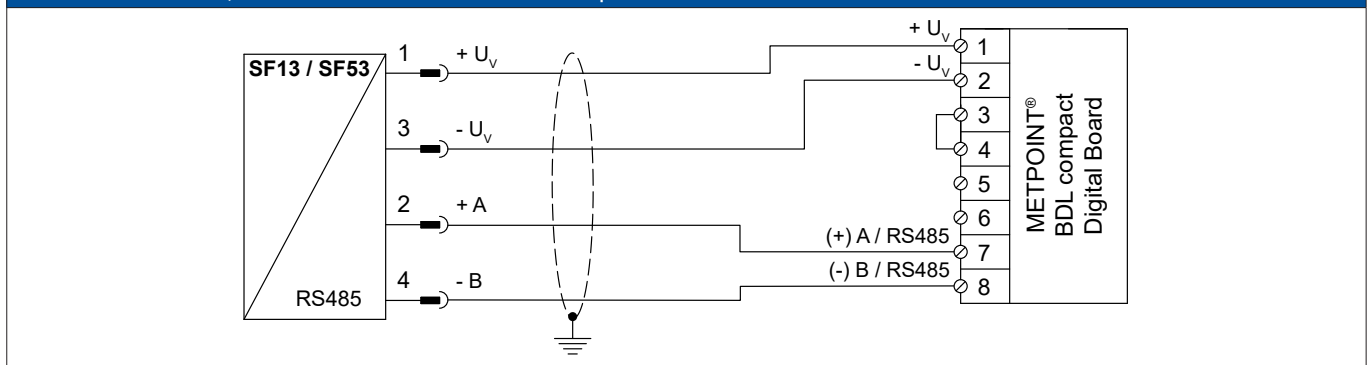 SF13 / SF53
1 + Uv
3 - Uv
2 + A
4 - B
RS485
+ Uv
- Uv
(+) A / RS485
(-) B / RS485
1
2
3
4
5
6
7
8
METPOINT®
BDL compact
Digital Board